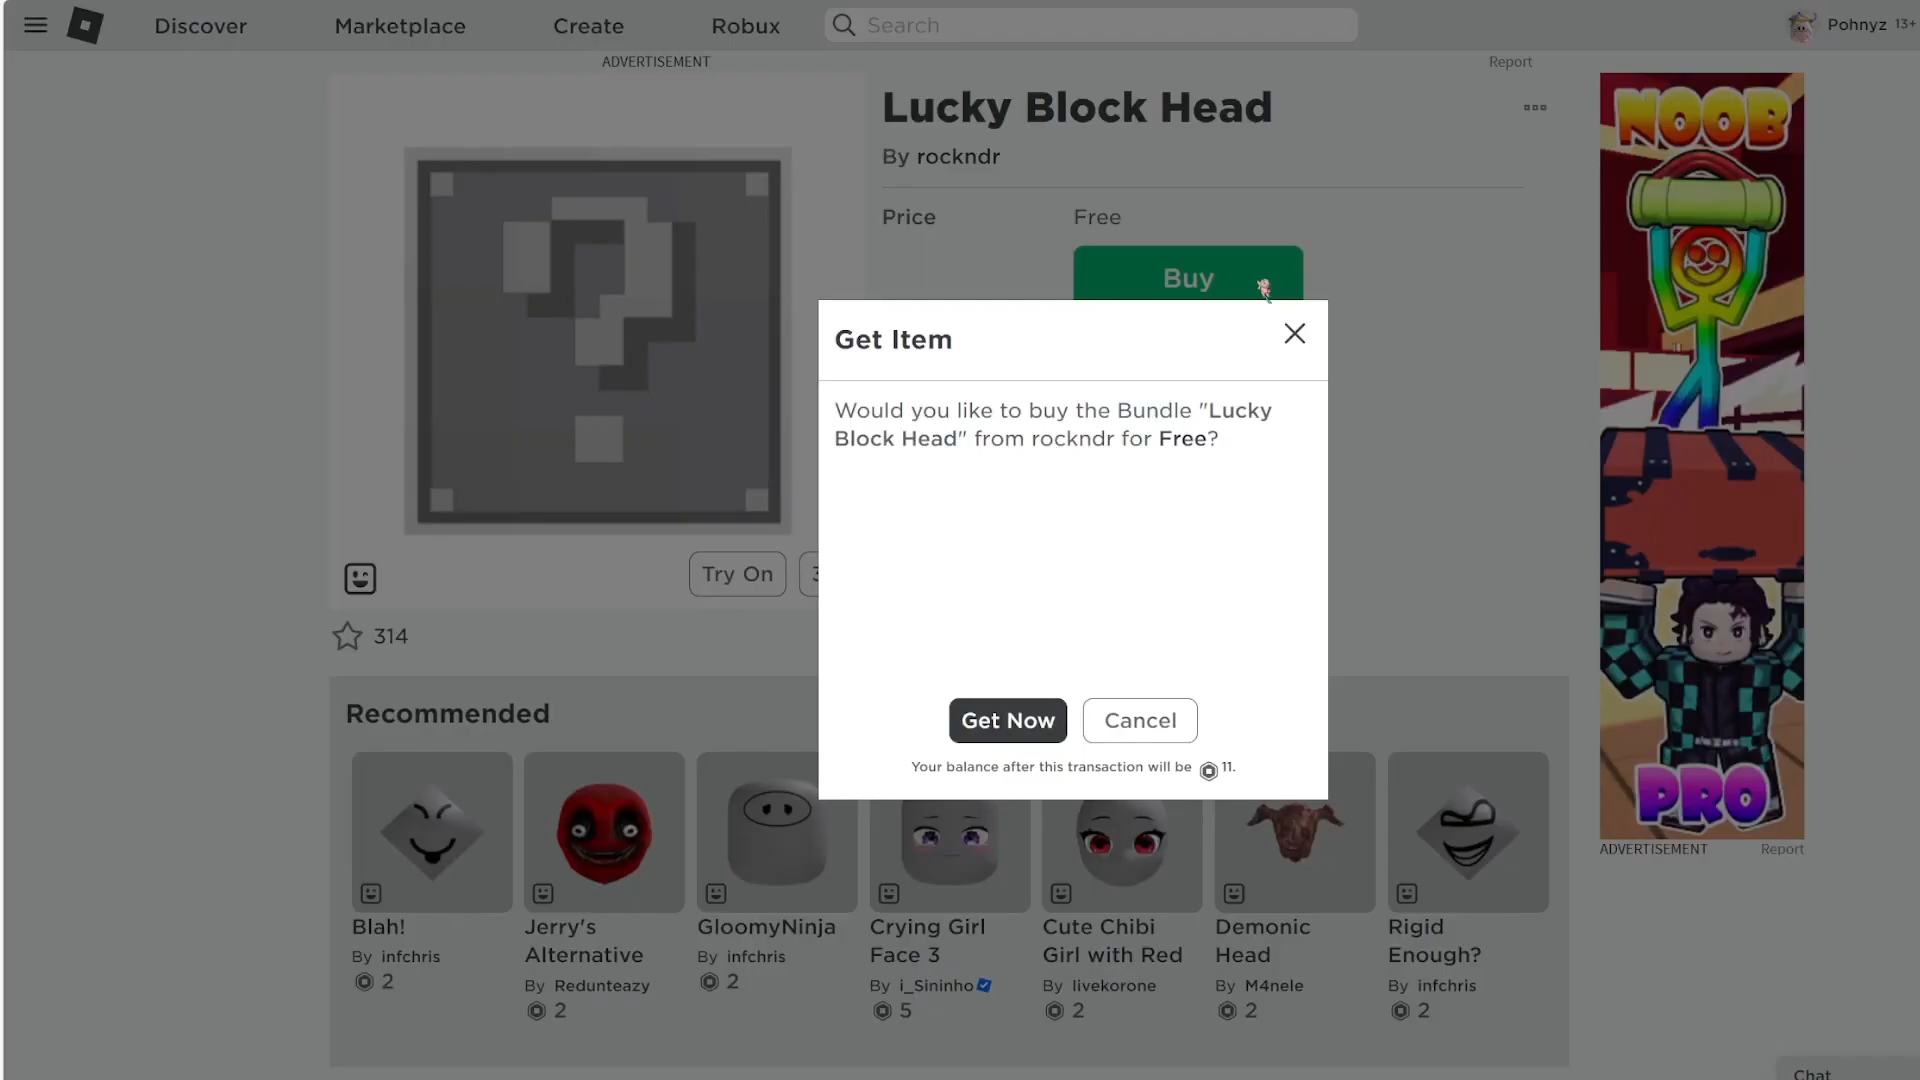 Discover
Marketplace
Create
Robux
Search
Pohnyz 13+
ADVERTISEMENT
Report
Lucky Block Head
By rockndr
Price
Free
Buy
Get Item
Would you like to buy the Bundle "Lucky
Block Head" from rockndr for Free?
Get Now
Cancel
Your balance after this transaction will be 11.
Try On
3
314
Recommended
Blah!
By infchris
2
Jerry's
Alternative
By Redunteazy
2
GloomyNinja
By infchris
2
Crying Girl
Face 3
By i_Sininho
5
Cute Chibi
Girl with Red
By livekorone
2
Demonic
Head
By M4nele
2
Rigid
Enough?
By infchris
2
NOOB
PRO
ADVERTISEMENT
Report
Chat